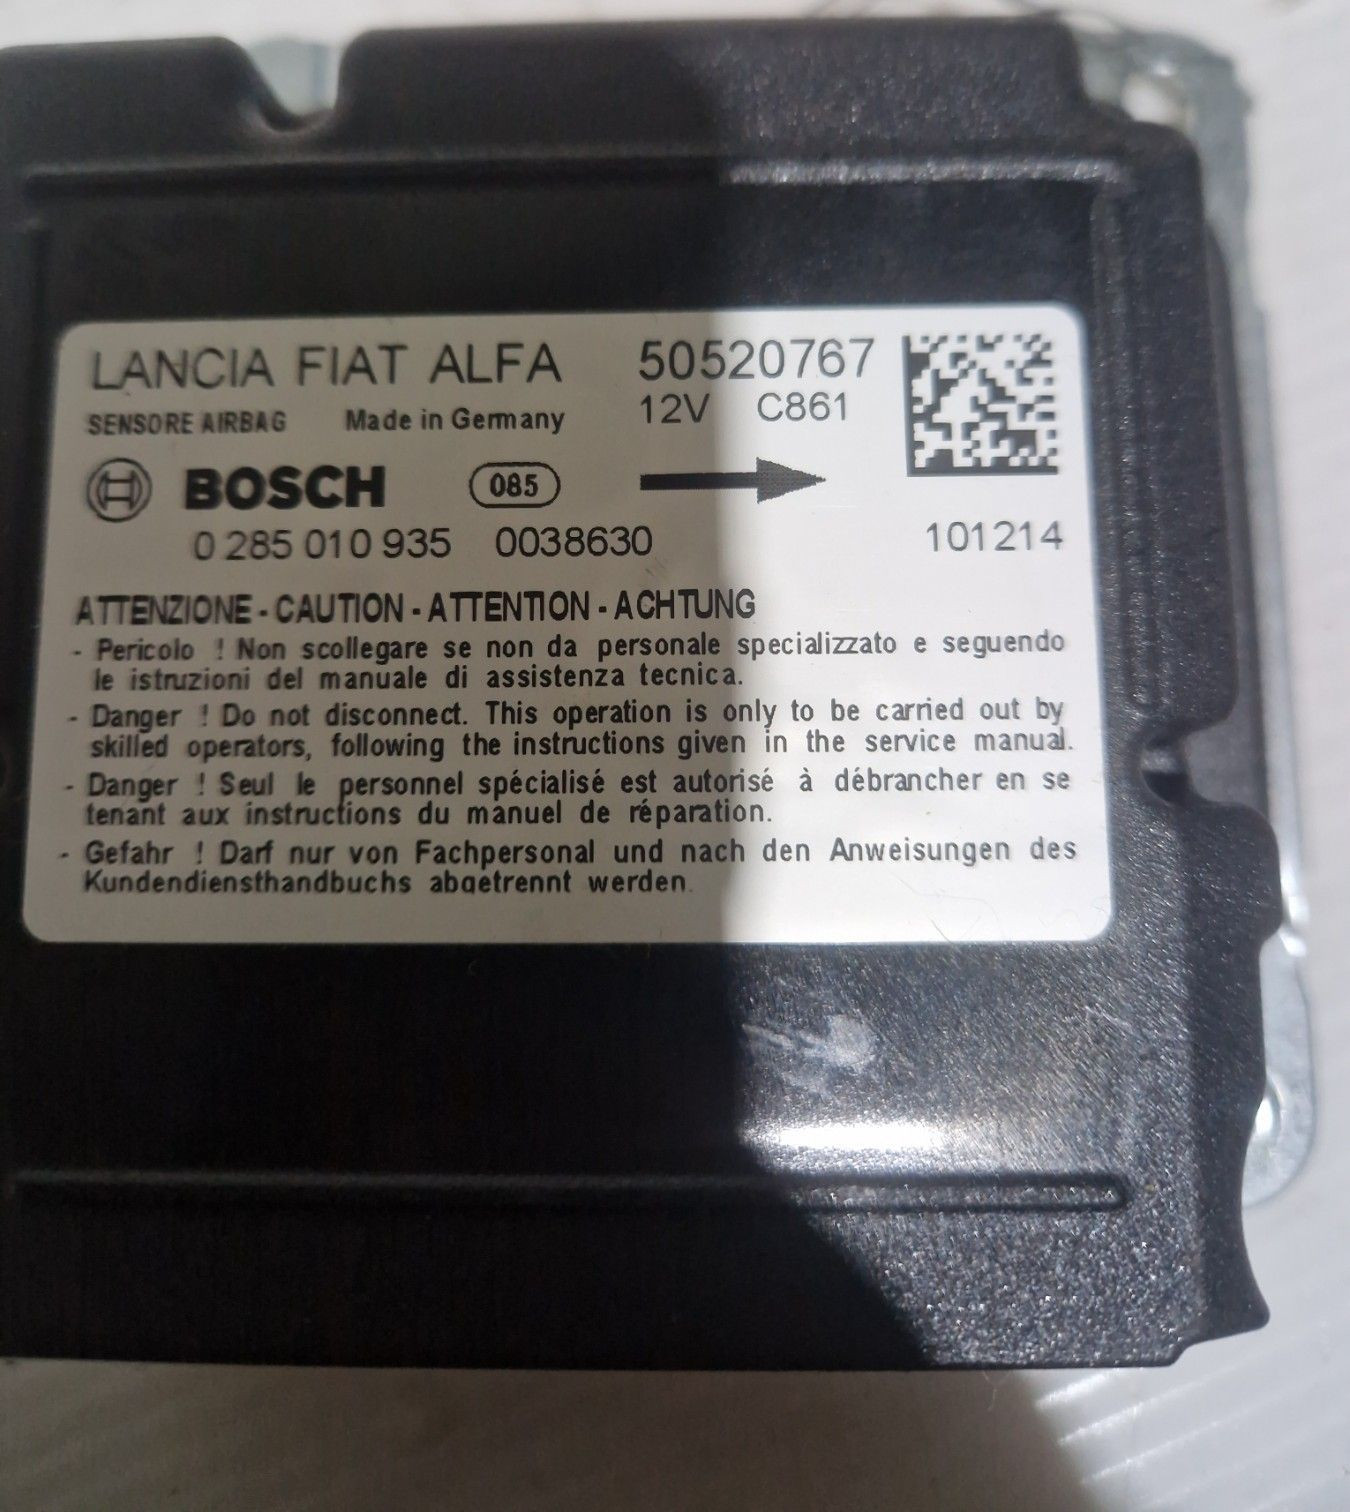 LANCIA FIAT ALFA 50520767
SENSORE AIRBAG Made in Germany 12V C861
BOSCH 085
0 285 010 935 0038630 101214
ATTENZIONE - CAUTION - ATTENTION - ACHTUNG
- Pericolo ! Non scollegare se non da personale specializzato e seguendo
le istruzioni del manuale di assistenza tecnica.
- Danger ! Do not disconnect. This operation is only to be carried out by
skilled operators, following the instructions given in the service manual.
- Danger ! Seul le personnel spécialisé est autorisé à débrancher en se
tenant aux instructions du manuel de réparation.
- Gefahr ! Darf nur von Fachpersonal und nach den Anweisungen des
Kundendiensthandbuchs abgetrennt werden.